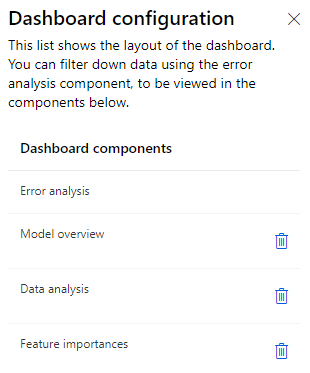 Dashboard configuration
This list shows the layout of the dashboard.
You can filter down data using the error
analysis component, to be viewed in the
components below.
Dashboard components
Error analysis
Model overview
Data analysis
Feature importances